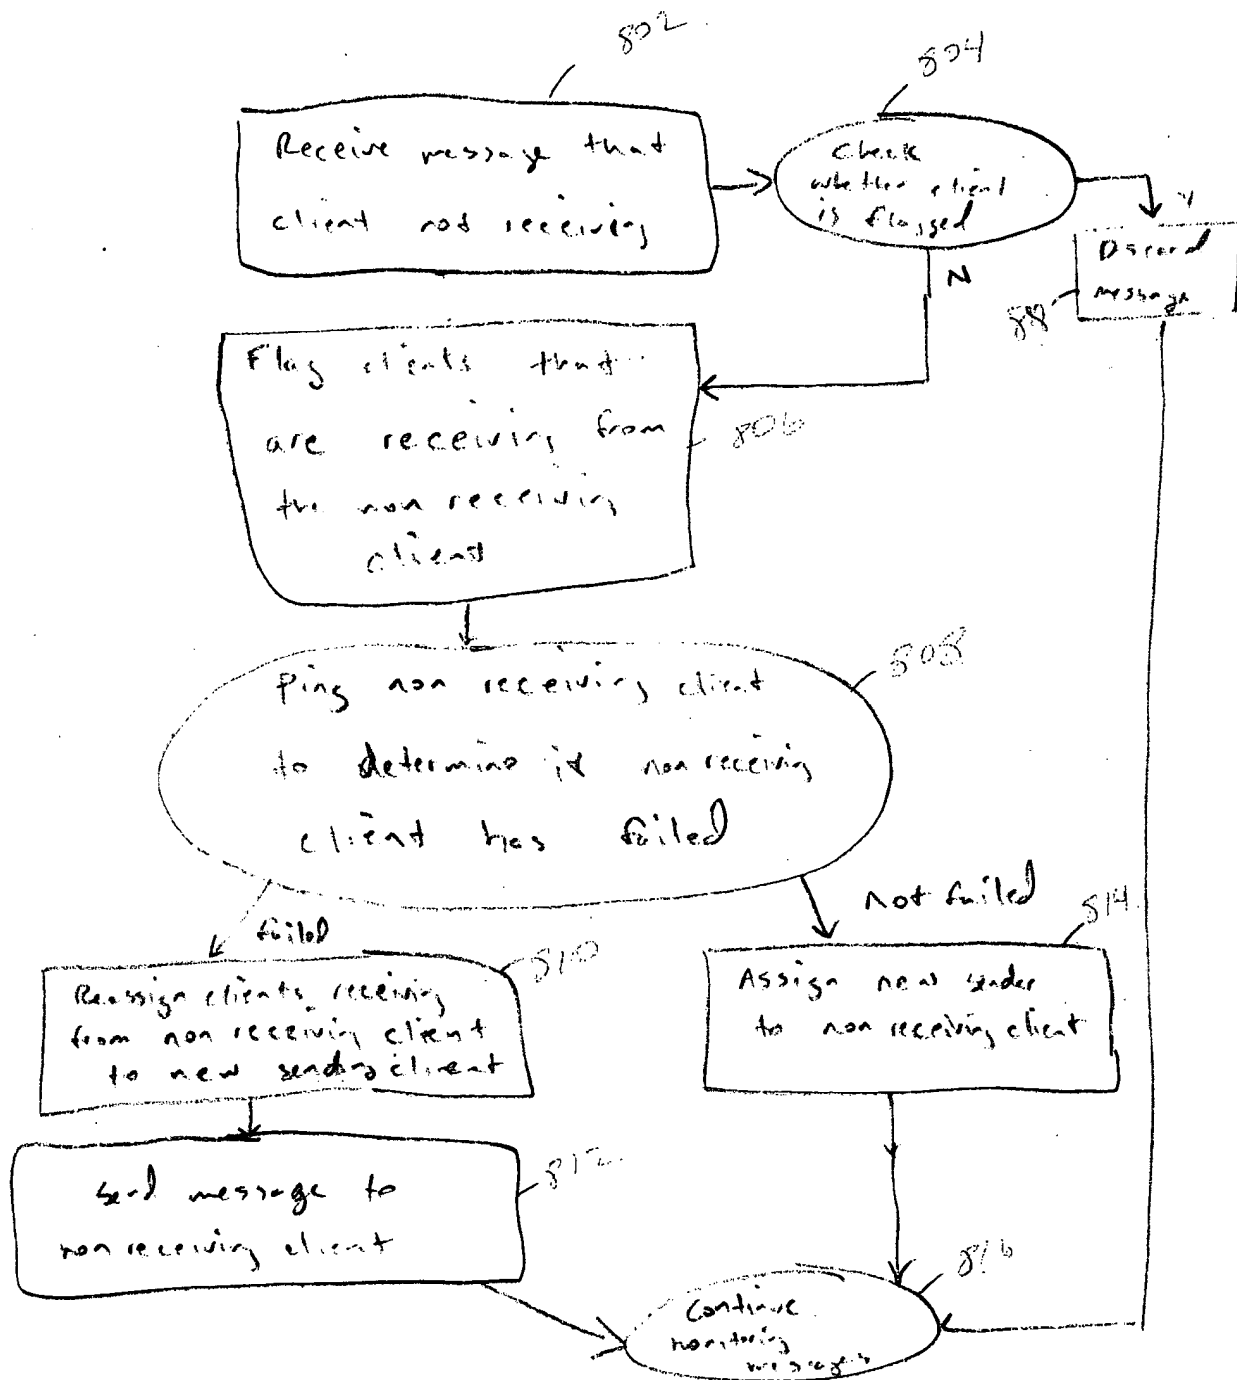 802
804
Receive message that
client not receiving
Check
whether client
is flagged
Y
N
Discard
message
Flag clients that
are receiving from
the non receiving
client
806
Ping non receiving client
to determine if non receiving
client has failed
808
failed
not failed
810
814
Reassign clients receiving
from non receiving client
to new sending client
Assign new sender
to non receiving client
Send message to
non receiving client
812
816
Continue
monitoring
messages